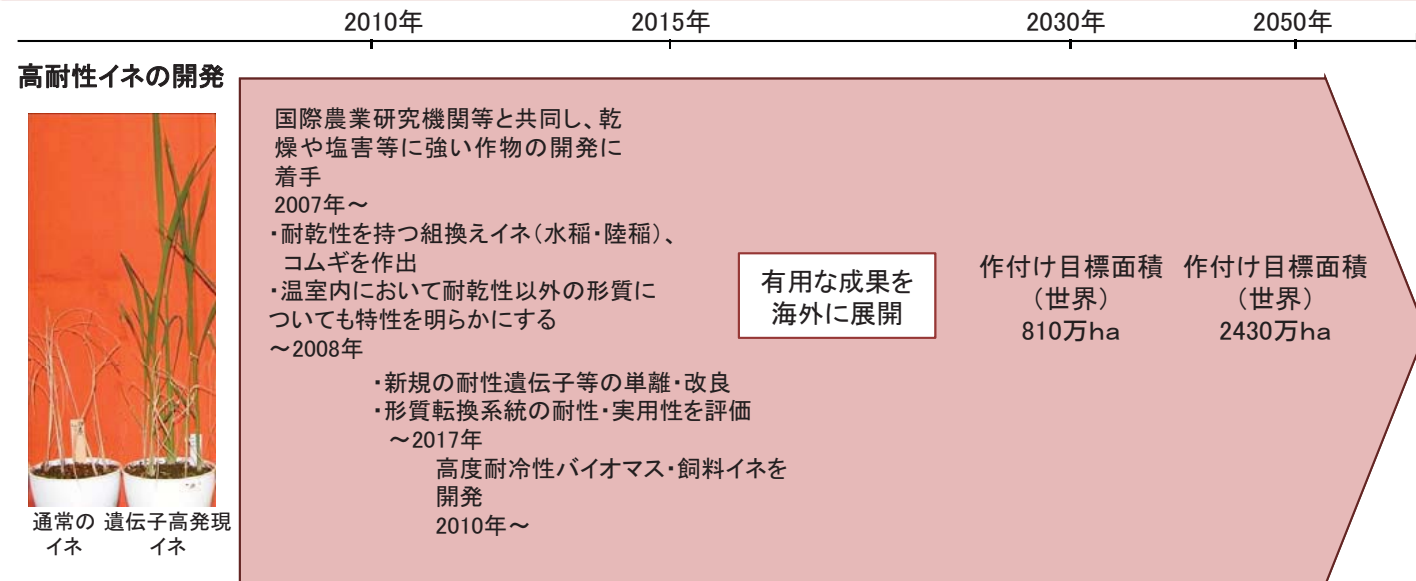 2010年
2015年
2030年
2050年
高耐性イネの開発
国際農業研究機関等と共同し、乾
燥や塩害等に強い作物の開発に
着手
2007年～
・耐乾性を持つ組換えイネ（水稲・陸稲）、
コムギを作出
・温室内において耐乾性以外の形質に
ついても特性を明らかにする
～2008年
・新規の耐性遺伝子等の単離・改良
・形質転換系統の耐性・実用性を評価
～2017年
高度耐冷性バイオマス・飼料イネを
開発
2010年～
有用な成果を
海外に展開
作付け目標面積
（世界）
810万ha
作付け目標面積
（世界）
2430万ha
通常の
イネ
遺伝子高発現
イネ